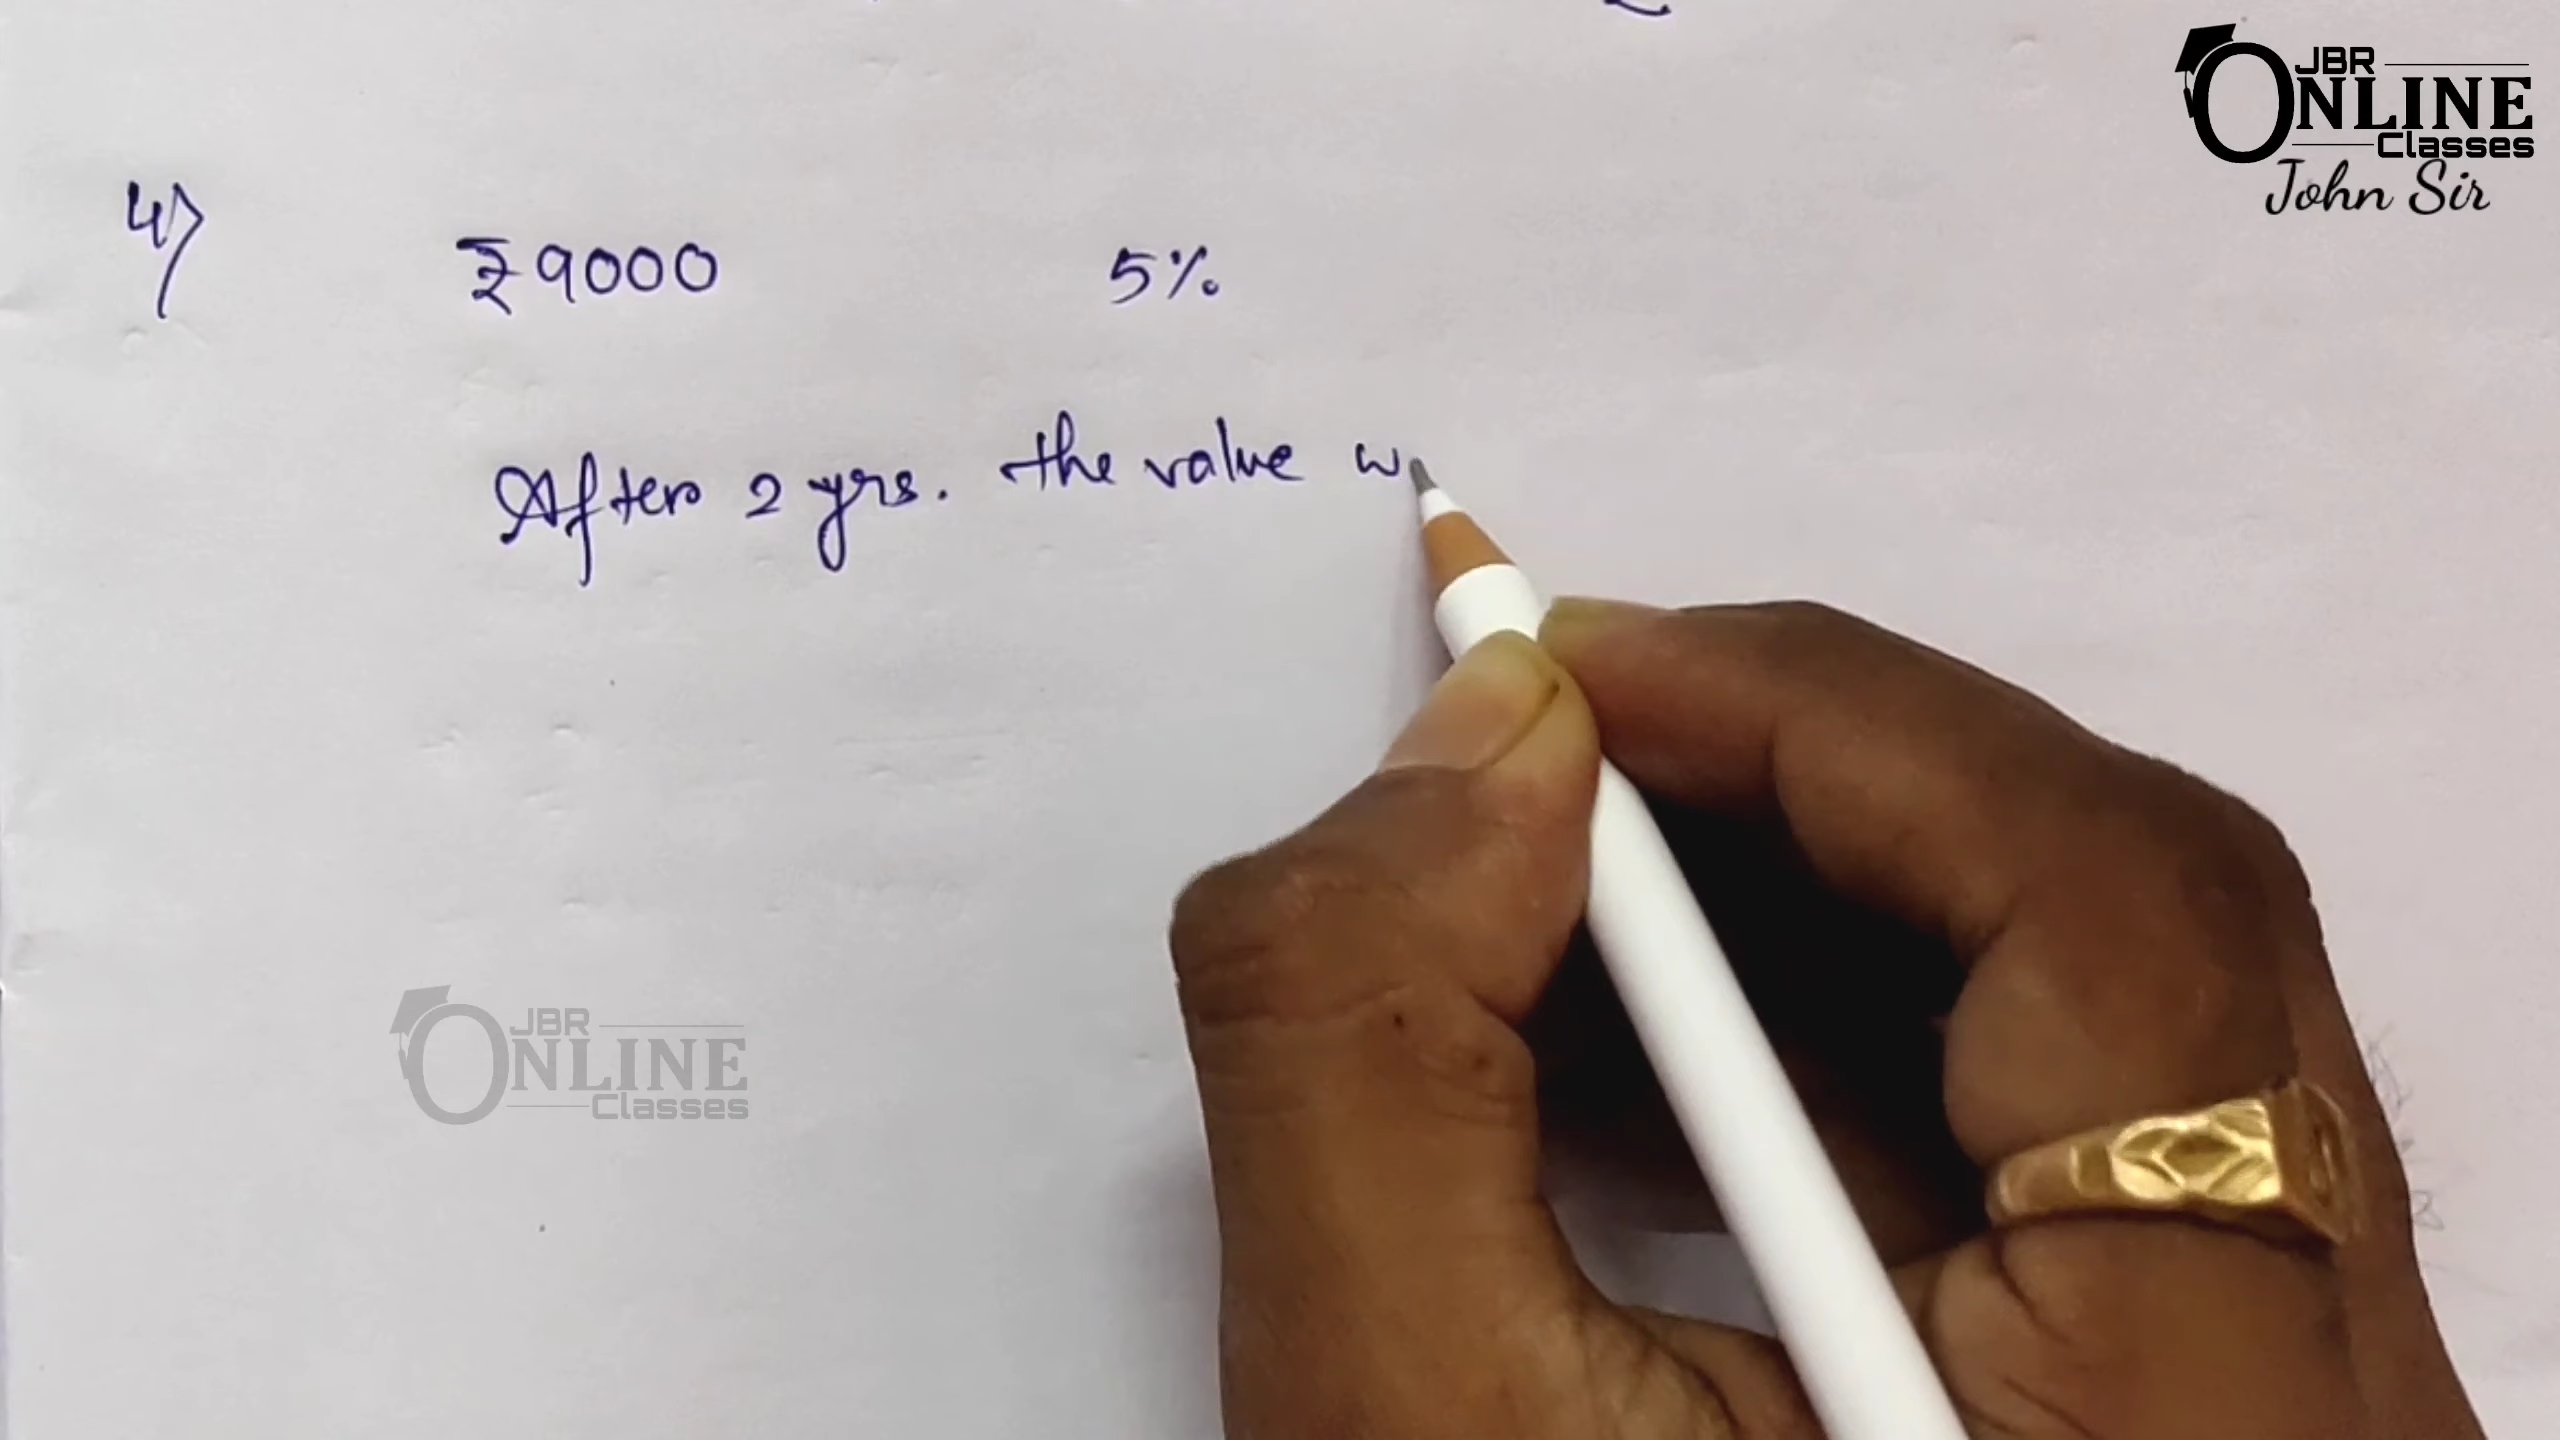 JBR
ONLINE
Classes
John Sir
4)
₹9000 5%
After 2 yrs. the value w
JBR
ONLINE
Classes